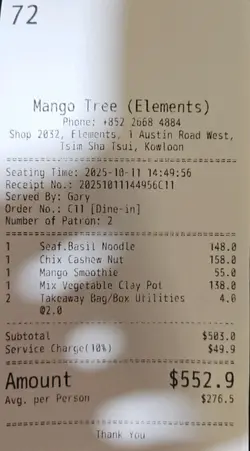 72
Mango Tree (Elements)
Phone: +852 2668 4884
Shop 2032, Elements, 1 Austin Road West,
Tsim Sha Tsui, Kowloon
Seating Time: 2025-10-11 14:49:56
Receipt No.: 20251011144956C11
Served By: Gary
Order No.: C11 [Dine-in]
Number of Patron: 2
1 Seaf.Basil Noodle 148.0
1 Chix Cashew Nut 158.0
1 Mango Smoothie 55.0
1 Mix Vegetable Clay Pot 138.0
2 Takeaway Bag/Box Utilities 4.0
@2.0
Subtotal $503.0
Service Charge(10%) $49.9
Amount $552.9
Avg. per Person $276.5
Thank You